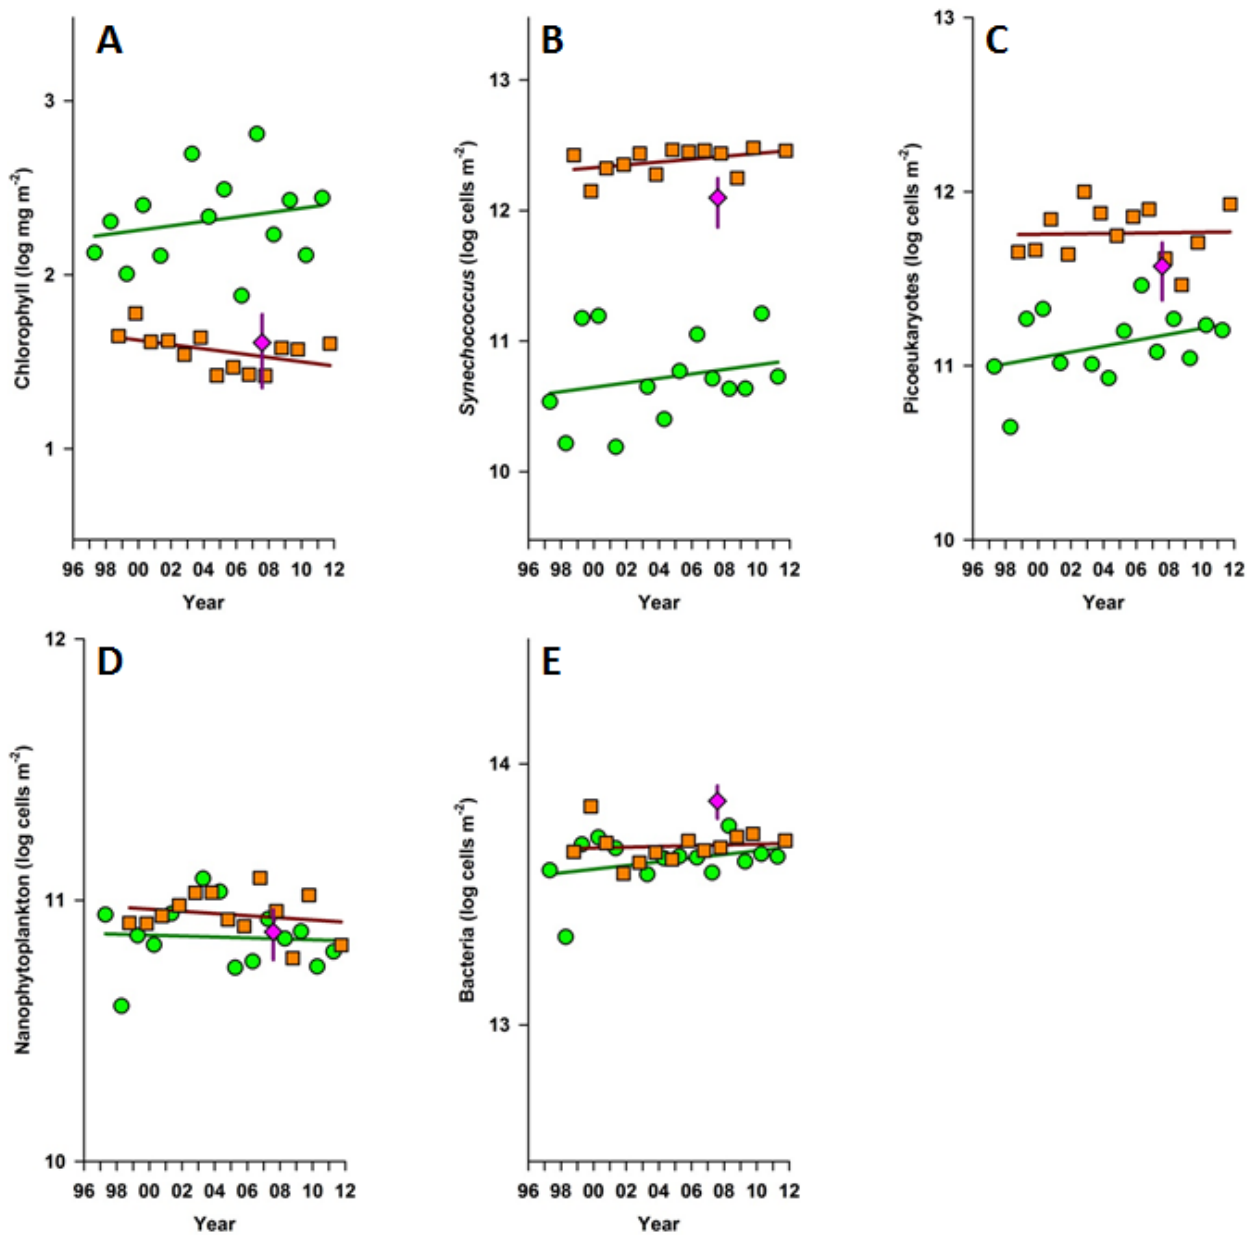 A
Chlorophyll (log mg m-2)
3
2
1
96 98 00 02 04 06 08 10 12
Year
B
Synechococcus (log cells m-2)
13
12
11
10
96 98 00 02 04 06 08 10 12
Year
C
Picoeukaryotes (log cells m-2)
13
12
11
10
96 98 00 02 04 06 08 10 12
Year
D
Nanophytoplankton (log cells m-2)
12
11
10
96 98 00 02 04 06 08 10 12
Year
E
Bacteria (log cells m-2)
14
13
96 98 00 02 04 06 08 10 12
Year